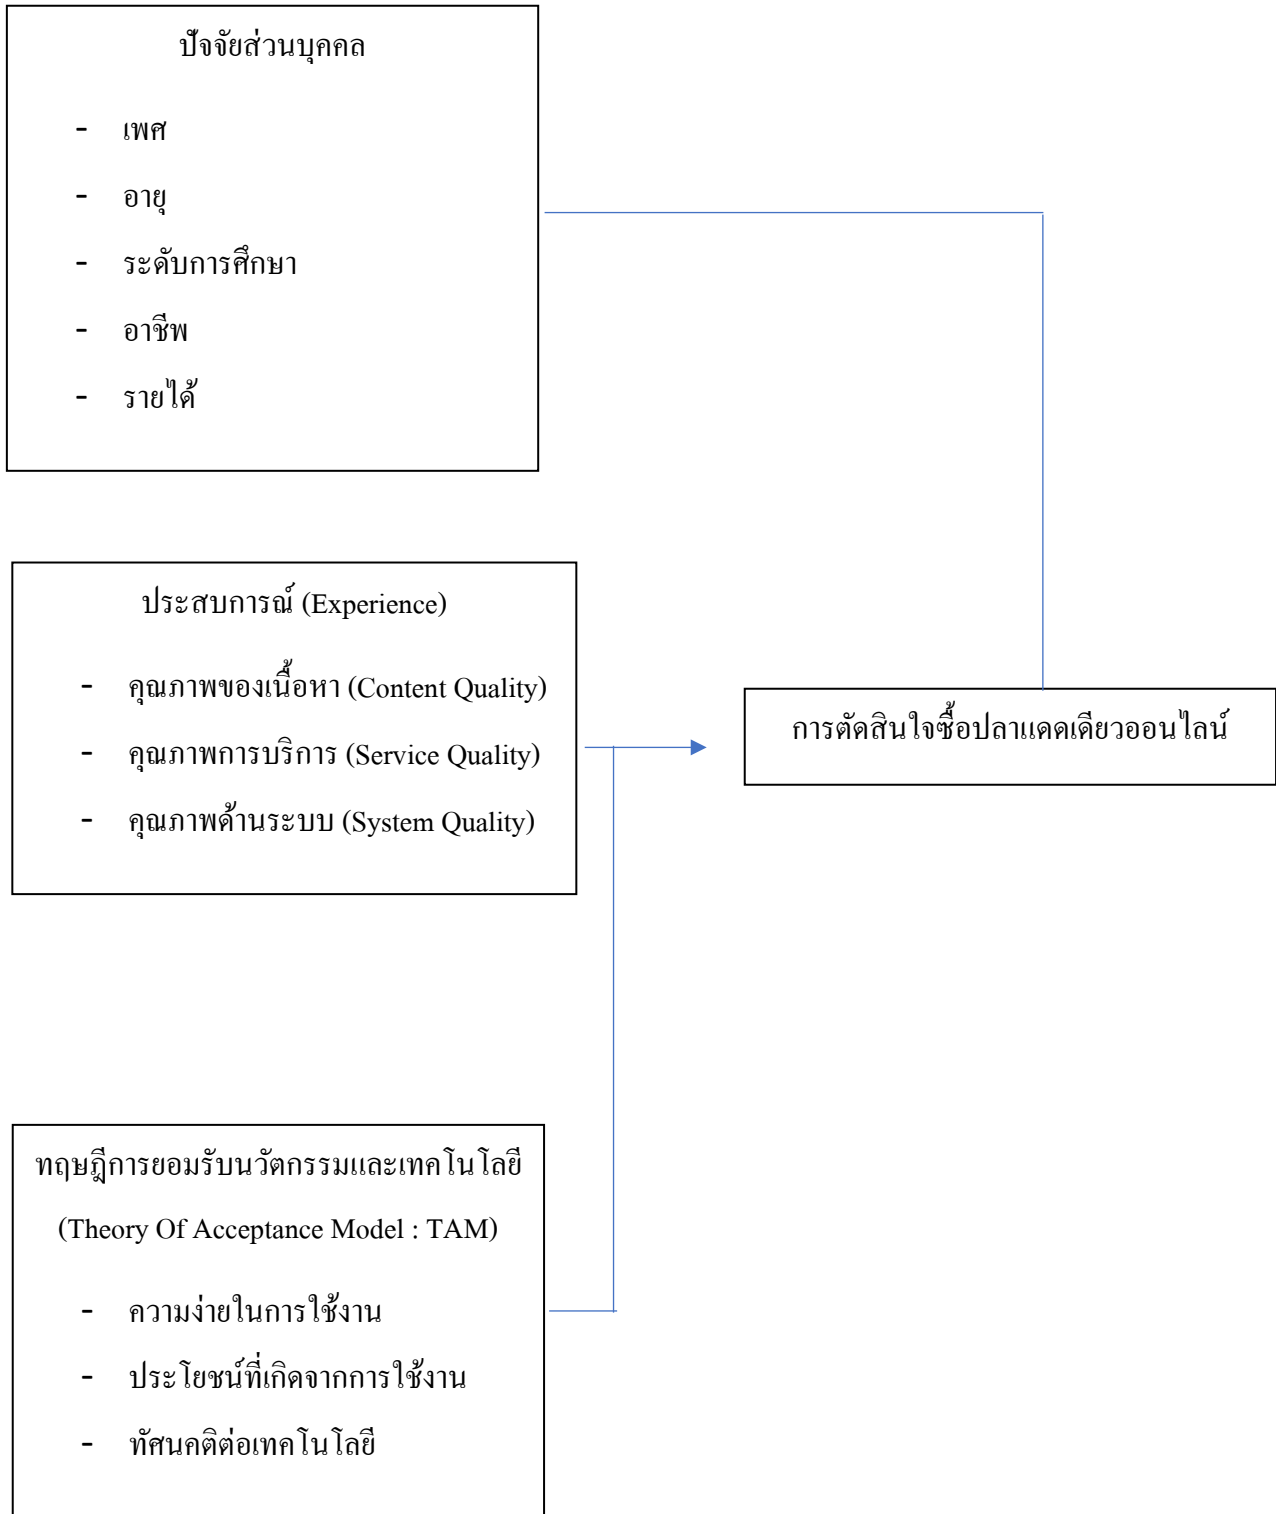 ปัจจัยส่วนบุคคล
- เพศ
- อายุ
- ระดับการศึกษา
- อาชีพ
- รายได้
ประสบการณ์ (Experience)
- คุณภาพของเนื้อหา (Content Quality)
- คุณภาพการบริการ (Service Quality)
- คุณภาพด้านระบบ (System Quality)
การตัดสินใจซื้อปลาแดดเดียวออนไลน์
ทฤษฎีการยอมรับนวัตกรรมและเทคโนโลยี
(Theory Of Acceptance Model : TAM)
- ความง่ายในการใช้งาน
- ประโยชน์ที่เกิดจากการใช้งาน
- ทัศนคติต่อเทคโนโลยี